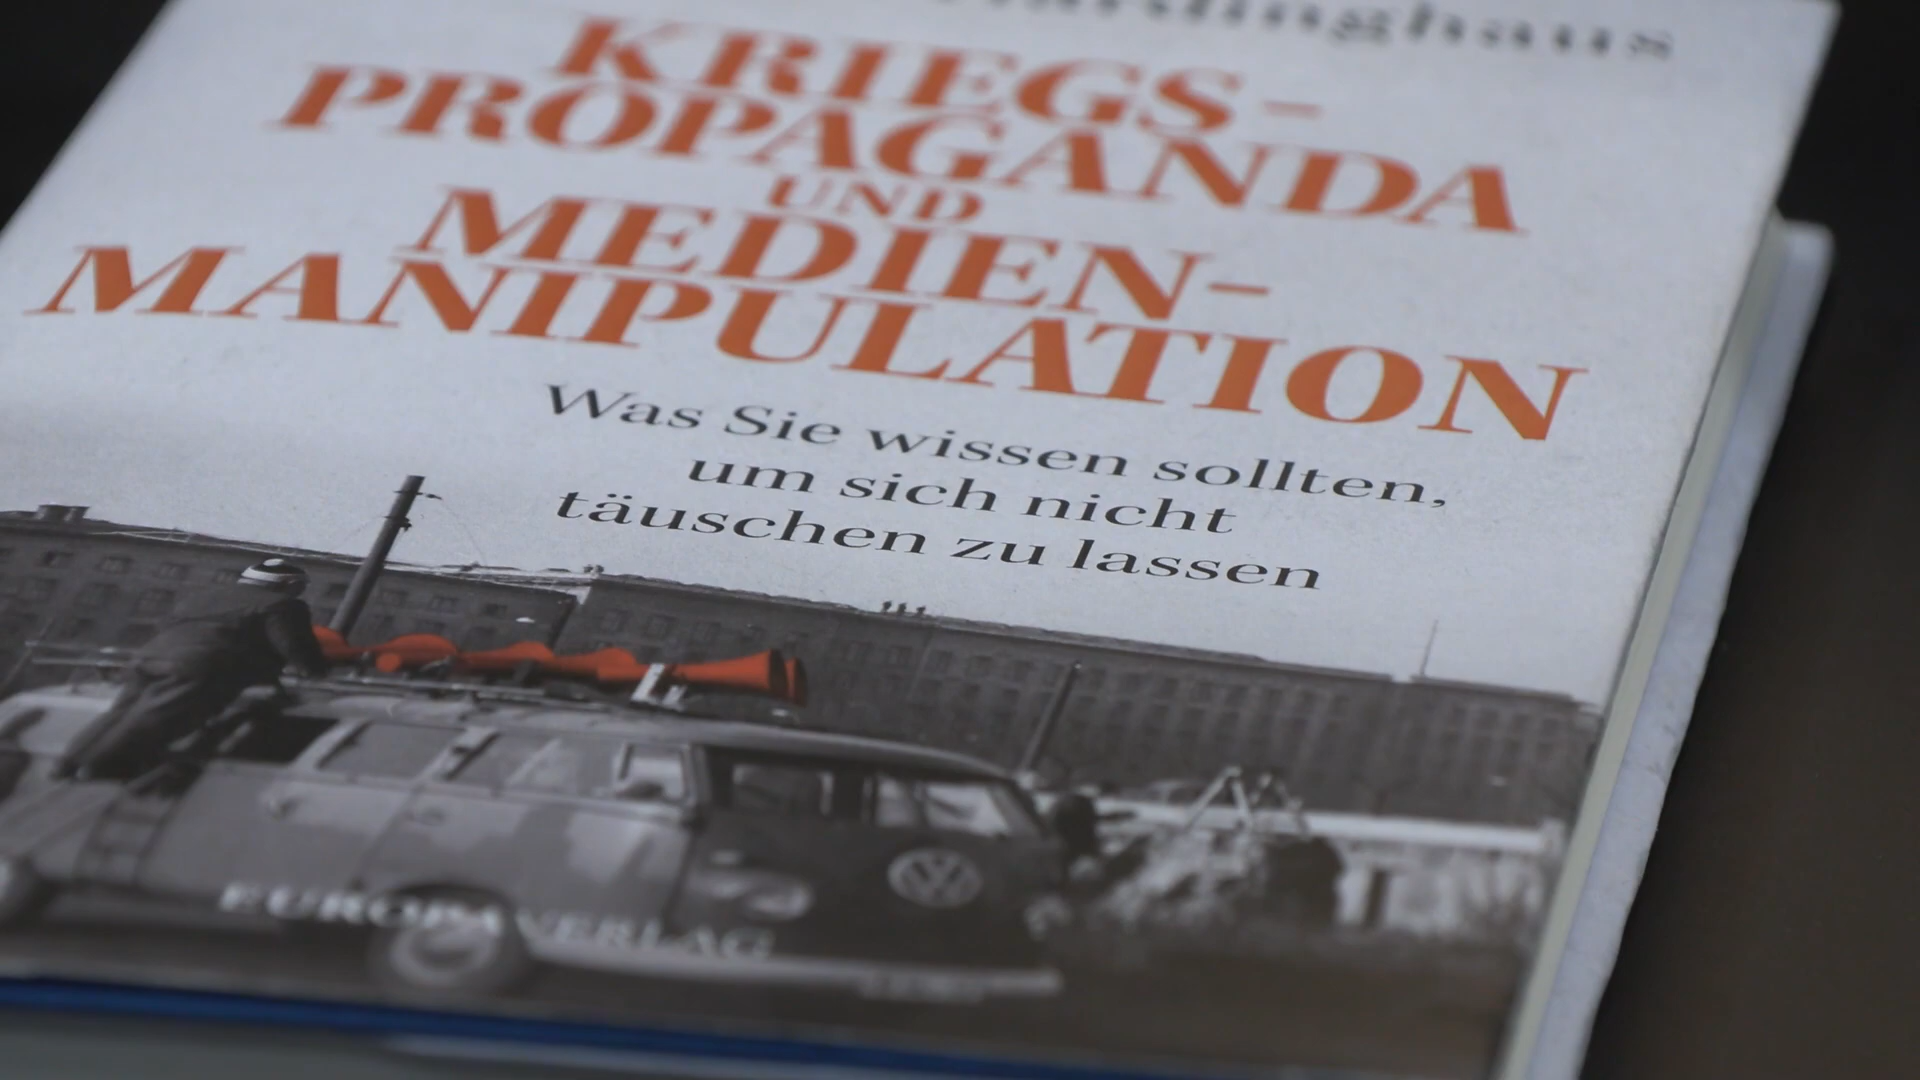 KRIEGS-
PROPAGANDA
UND
MEDIEN-
MANIPULATION
Was Sie wissen sollten,
um sich nicht
täuschen zu lassen
EUROPAVERLAG